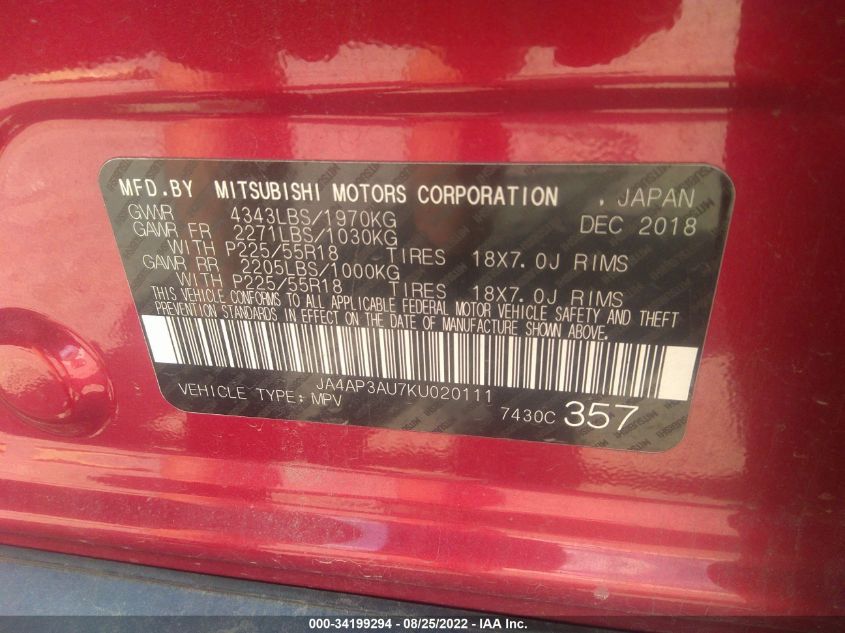 MFD.BY MITSUBISHI MOTORS CORPORATION , JAPAN
GVWR 4343LBS/1970KG DEC 2018
GAWR FR 2271LBS/1030KG
WITH P225/55R18 TIRES 18X7.0J RIMS
GAWR RR 2205LBS/1000KG
WITH P225/55R18 TIRES 18X7.0J RIMS
THIS VEHICLE CONFORMS TO ALL APPLICABLE FEDERAL MOTOR VEHICLE SAFETY AND THEFT
PREVENTION STANDARDS IN EFFECT ON THE DATE OF MANUFACTURE SHOWN ABOVE.
JA4AP3AU7KU020111
VEHICLE TYPE: MPV 7430C 357
000-34199294 - 08/25/2022 - IAA Inc.